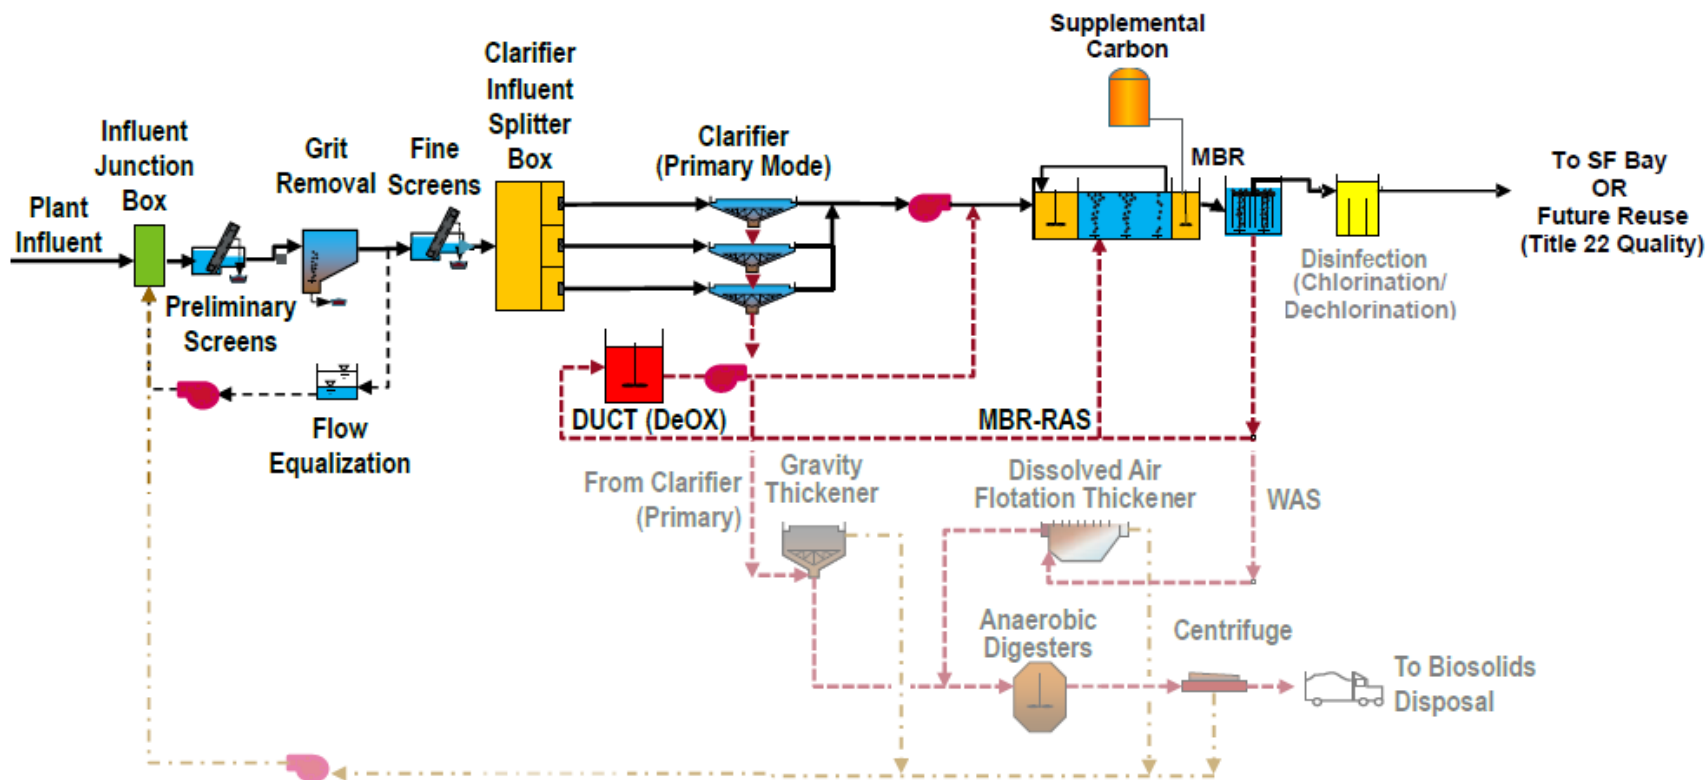 Supplemental
Carbon
Clarifier
Influent
Splitter
Box
Influent
Junction
Box
Grit
Removal
Fine
Screens
Clarifier
(Primary Mode)
MBR
To SF Bay
OR
Future Reuse
(Title 22 Quality)
Plant
Influent
Disinfection
(Chlorination/
Dechlorination)
Preliminary
Screens
DUCT (DeOX)
MBR-RAS
Flow
Equalization
From Clarifier
(Primary)
Gravity
Thickener
Dissolved Air
Flotation Thickener
WAS
Anaerobic
Digesters
Centrifuge
To Biosolids
Disposal